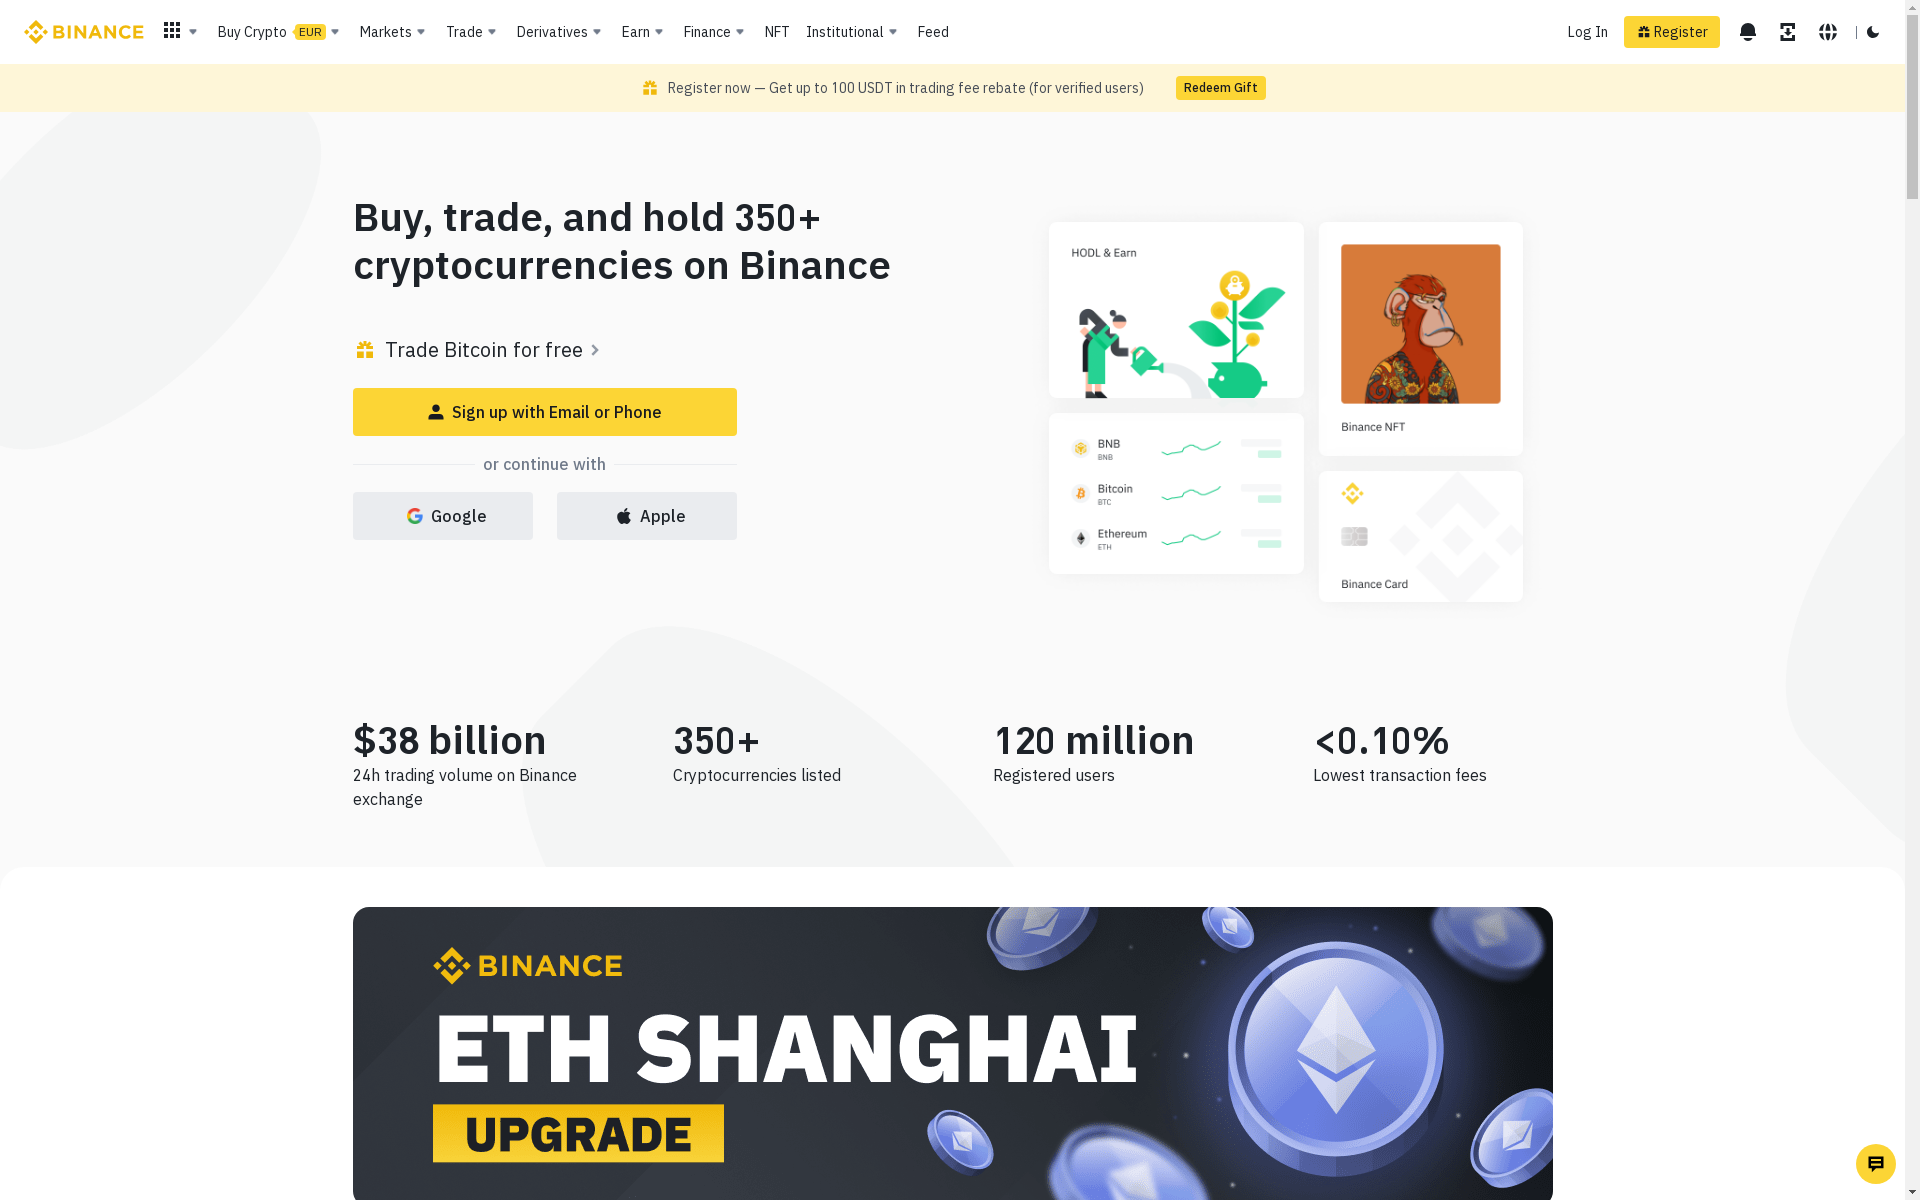 BINANCE
Buy Crypto EUR
Markets
Trade
Derivatives
Earn
Finance
NFT
Institutional
Feed
Log In
Register
Register now — Get up to 100 USDT in trading fee rebate (for verified users)
Redeem Gift
Buy, trade, and hold 350+
cryptocurrencies on Binance
Trade Bitcoin for free
Sign up with Email or Phone
or continue with
Google
Apple
HODL & Earn
Binance NFT
BNB
BNB
Bitcoin
BTC
Ethereum
ETH
Binance Card
$38 billion
24h trading volume on Binance
exchange
350+
Cryptocurrencies listed
120 million
Registered users
<0.10%
Lowest transaction fees
BINANCE
ETH SHANGHAI
UPGRADE